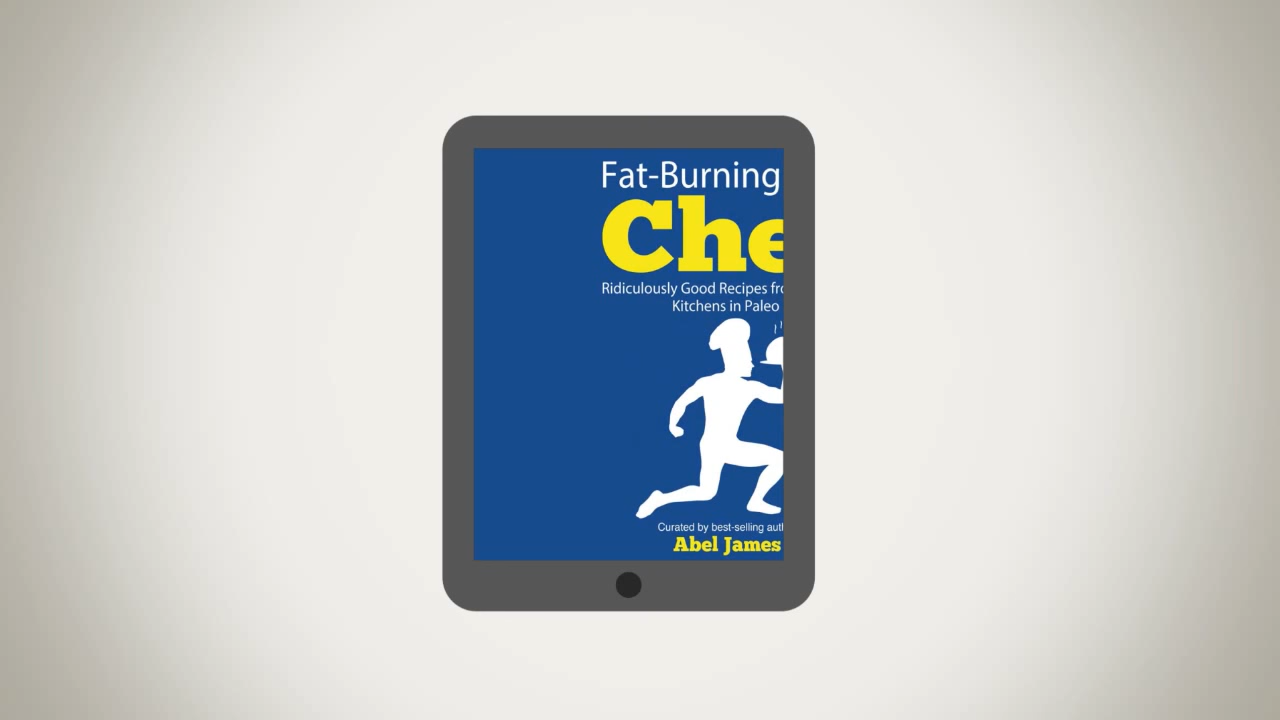 Fat-Burning
Che
Ridiculously Good Recipes fro
Kitchens in Paleo
Curated by best-selling auth
Abel James